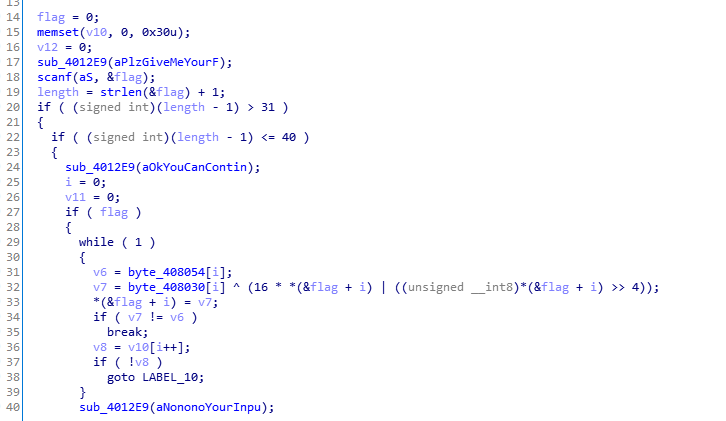 13
14 flag = 0;
15 memset(v10, 0, 0x30u);
16 v12 = 0;
17 sub_4012E9(aPlzGiveMeYourF);
18 scanf(aS, &flag);
19 length = strlen(&flag) + 1;
20 if ( (signed int)(length - 1) > 31 )
21 {
22 if ( (signed int)(length - 1) <= 40 )
23 {
24 sub_4012E9(aOkYouCanContin);
25 i = 0;
26 v11 = 0;
27 if ( flag )
28 {
29 while ( 1 )
30 {
31 v6 = byte_408054[i];
32 v7 = byte_408030[i] ^ (16 * *(&flag + i) | ((unsigned __int8)*(&flag + i) >> 4));
33 *(&flag + i) = v7;
34 if ( v7 != v6 )
35 break;
36 v8 = v10[i++];
37 if ( !v8 )
38 goto LABEL_10;
39 }
40 sub_4012E9(aNononoYourInpu);